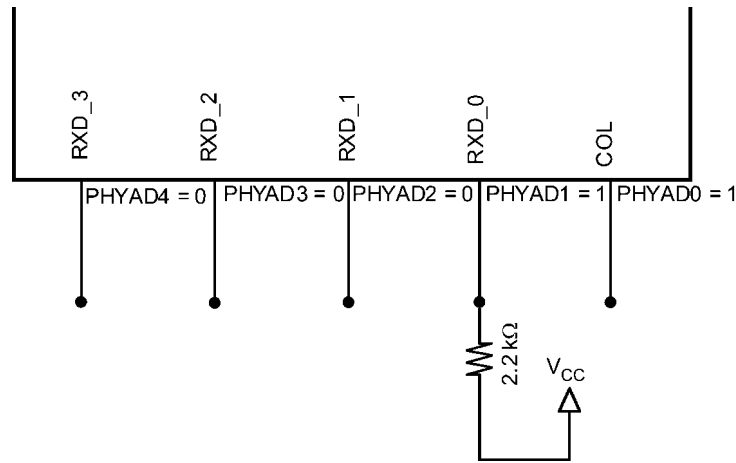 RXD_3
RXD_2
RXD_1
RXD_0
COL
PHYAD4 = 0
PHYAD3 = 0
PHYAD2 = 0
PHYAD1 = 1
PHYAD0 = 1
2.2 kΩ
VCC